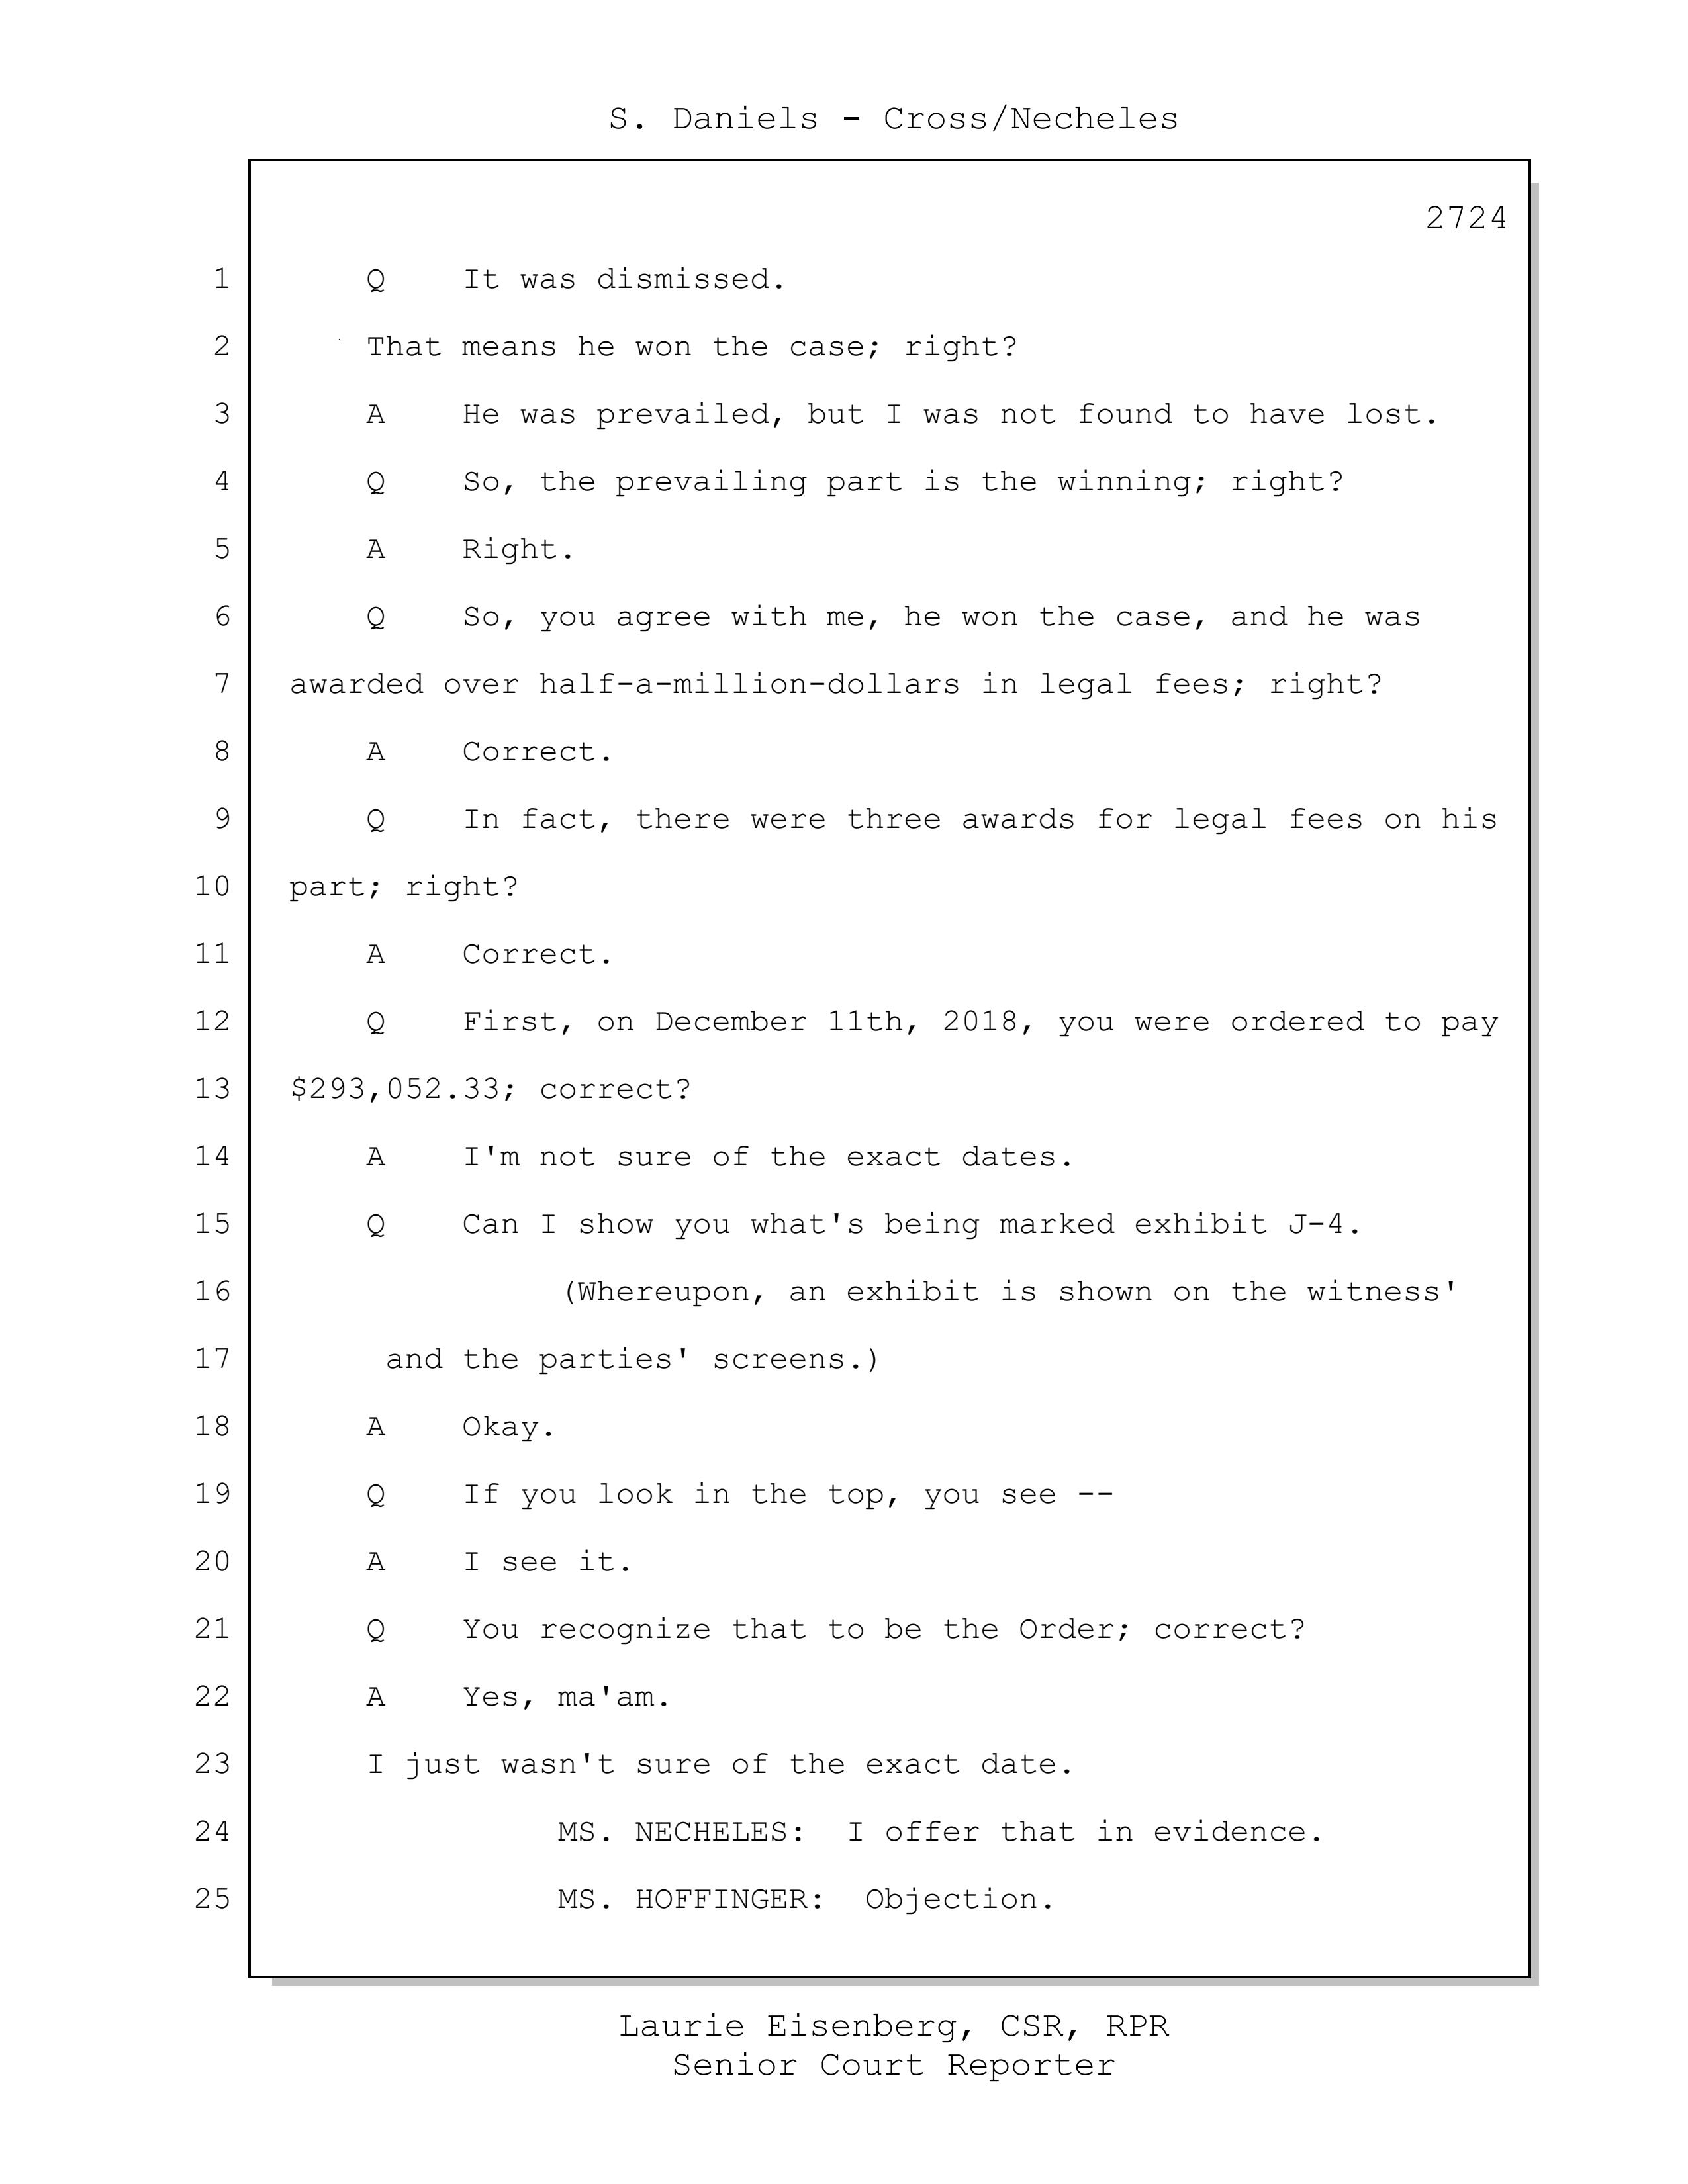 S. Daniels - Cross/Necheles
2724
1 Q It was dismissed.
2 That means he won the case; right?
3 A He was prevailed, but I was not found to have lost.
4 Q So, the prevailing part is the winning; right?
5 A Right.
6 Q So, you agree with me, he won the case, and he was
7 awarded over half-a-million-dollars in legal fees; right?
8 A Correct.
9 Q In fact, there were three awards for legal fees on his
10 part; right?
11 A Correct.
12 Q First, on December 11th, 2018, you were ordered to pay
13 $293,052.33; correct?
14 A I'm not sure of the exact dates.
15 Q Can I show you what's being marked exhibit J-4.
16 (Whereupon, an exhibit is shown on the witness'
17 and the parties' screens.)
18 A Okay.
19 Q If you look in the top, you see --
20 A I see it.
21 Q You recognize that to be the Order; correct?
22 A Yes, ma'am.
23 I just wasn't sure of the exact date.
24 MS. NECHELES: I offer that in evidence.
25 MS. HOFFINGER: Objection.
Laurie Eisenberg, CSR, RPR
Senior Court Reporter